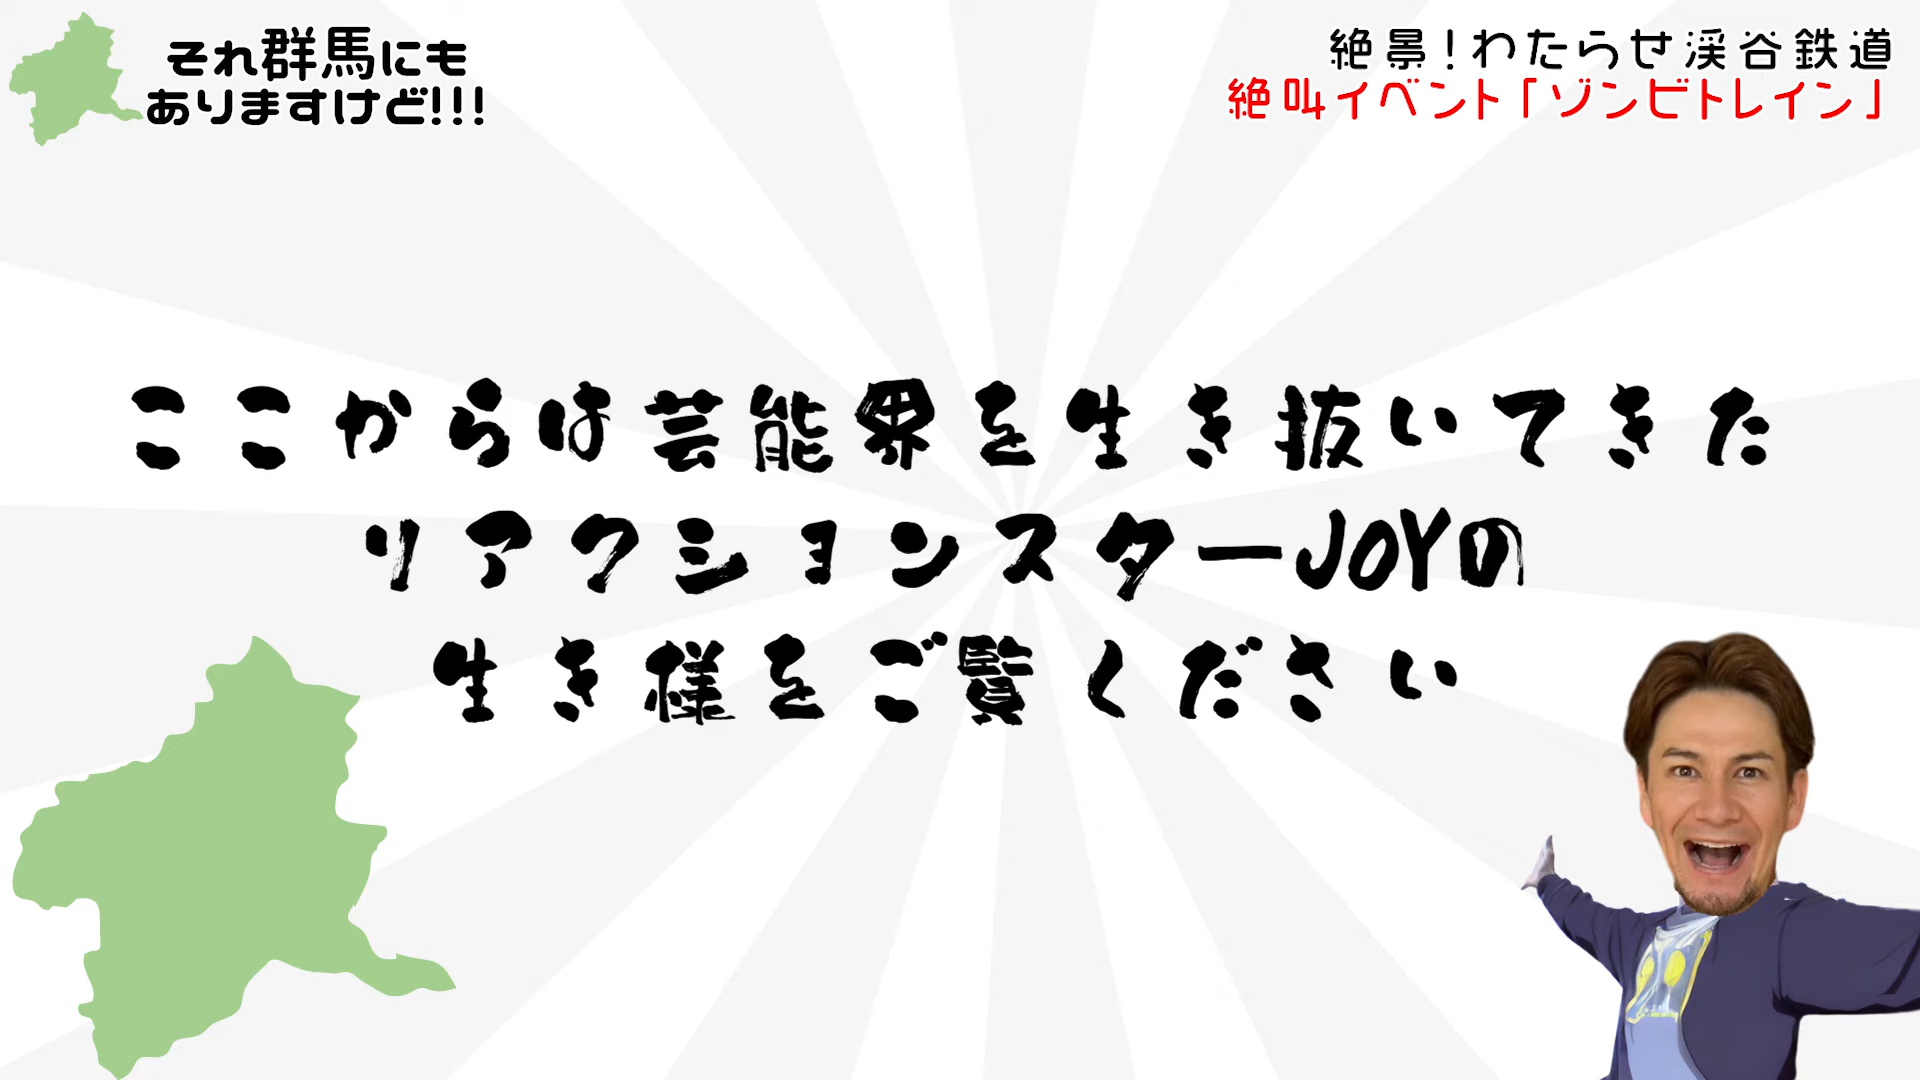 それ群馬にも
ありますけど!!!
絶景!わたらせ渓谷鉄道
絶叫イベント「ゾンビトレイン」
ここからは芸能界を生き抜いてきた
リアクションスターJOYの
生き様をご覧ください